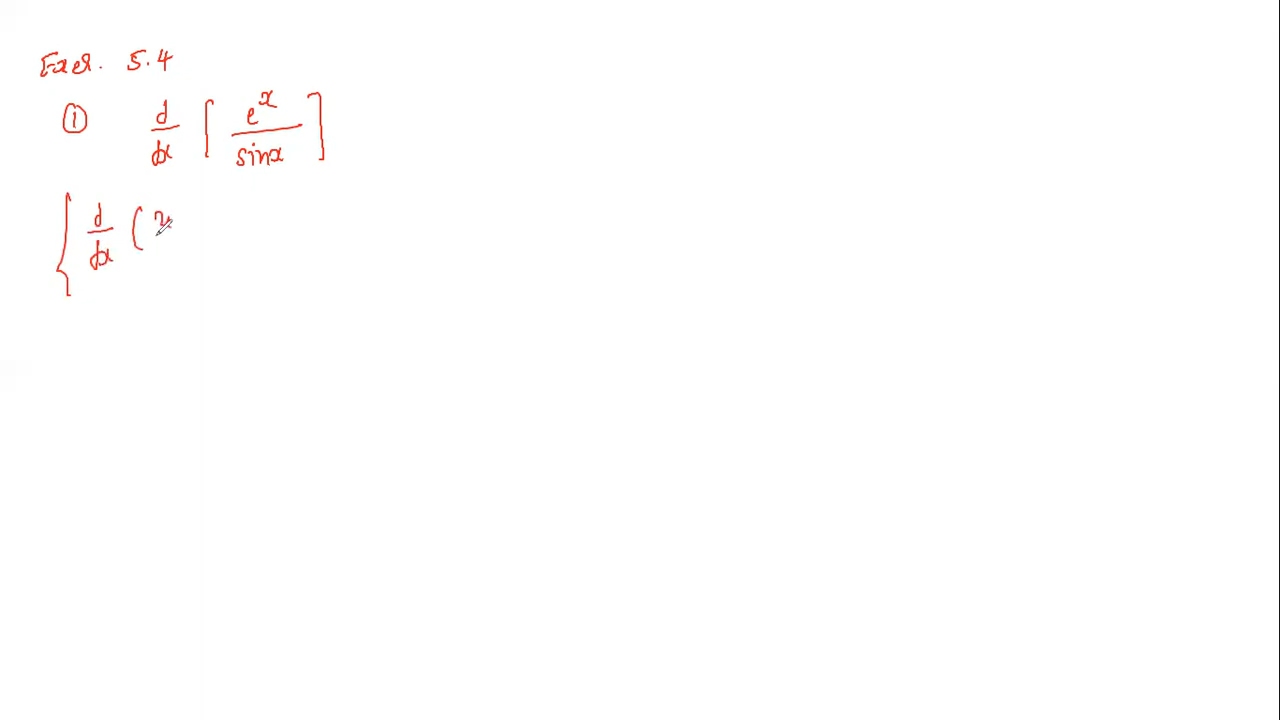 Exer. 5.4
① d/dx [ e^x / sinx ]
{ d/dx (